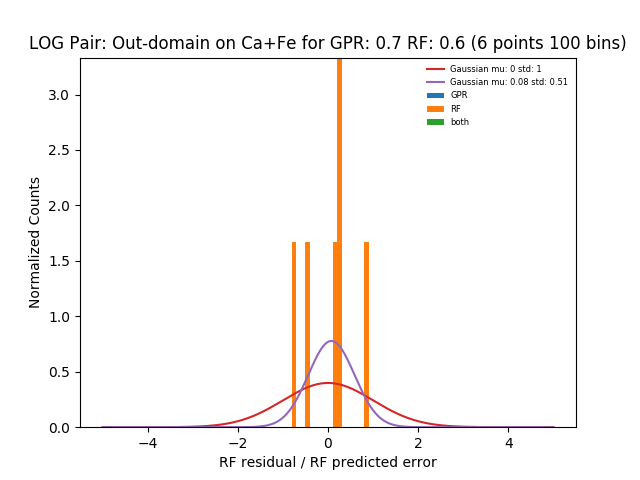 LOG Pair: Out-domain on Ca+Fe for GPR: 0.7 RF: 0.6 (6 points 100 bins)
Gaussian mu: 0 std: 1
Gaussian mu: 0.08 std: 0.51
GPR
RF
both
3.0
2.5
2.0
1.5
1.0
0.5
0.0
Normalized Counts
−4 −2 0 2 4
RF residual / RF predicted error